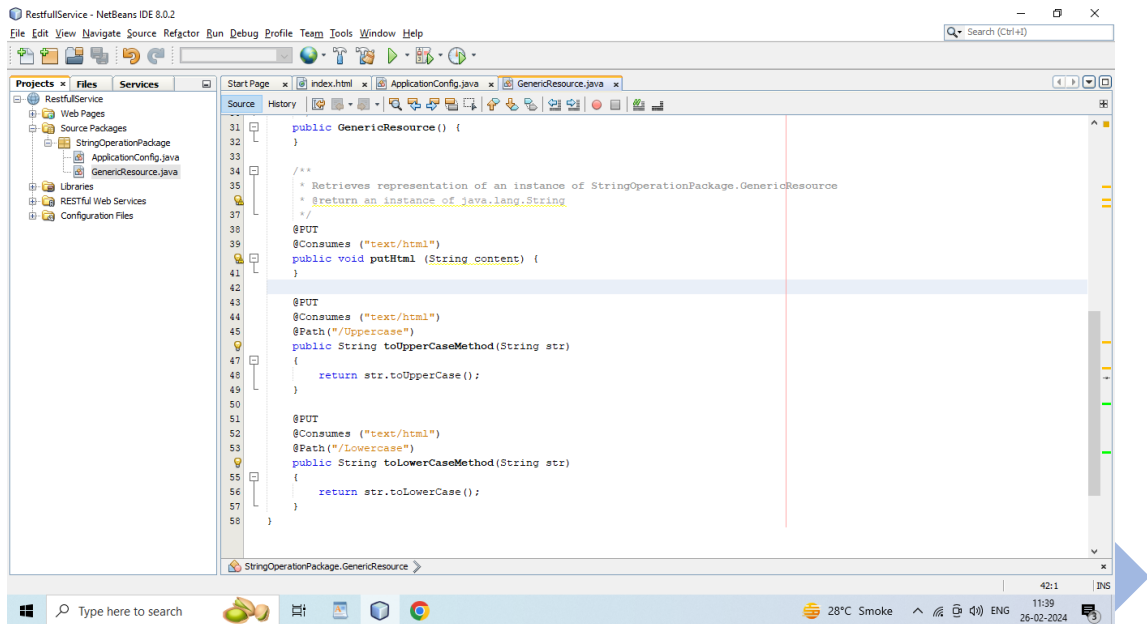 RestfullService - NetBeans IDE 8.0.2
File Edit View Navigate Source Refactor Run Debug Profile Team Tools Window Help
Search (Ctrl+I)
Projects × Files Services
Start Page × index.html × ApplicationConfig.java × GenericResource.java ×
RestfulService
Web Pages
Source Packages
StringOperationPackage
ApplicationConfig.java
GenericResource.java
Libraries
RESTful Web Services
Configuration Files
Source History
31 public GenericResource() {
32 }
33
34 /**
35 * Retrieves representation of an instance of StringOperationPackage.GenericResource
* @return an instance of java.lang.String
37 */
38 @PUT
39 @Consumes ("text/html")
public void putHtml (String content) {
41 }
42
43 @PUT
44 @Consumes ("text/html")
45 @Path("/Uppercase")
public String toUpperCaseMethod(String str)
47 {
48 return str.toUpperCase();
49 }
50
51 @PUT
52 @Consumes ("text/html")
53 @Path("/Lowercase")
public String toLowerCaseMethod(String str)
55 {
56 return str.toLowerCase();
57 }
58 }
StringOperationPackage.GenericResource
42:1 INS
Type here to search
28°C Smoke
ENG
11:39
26-02-2024
3